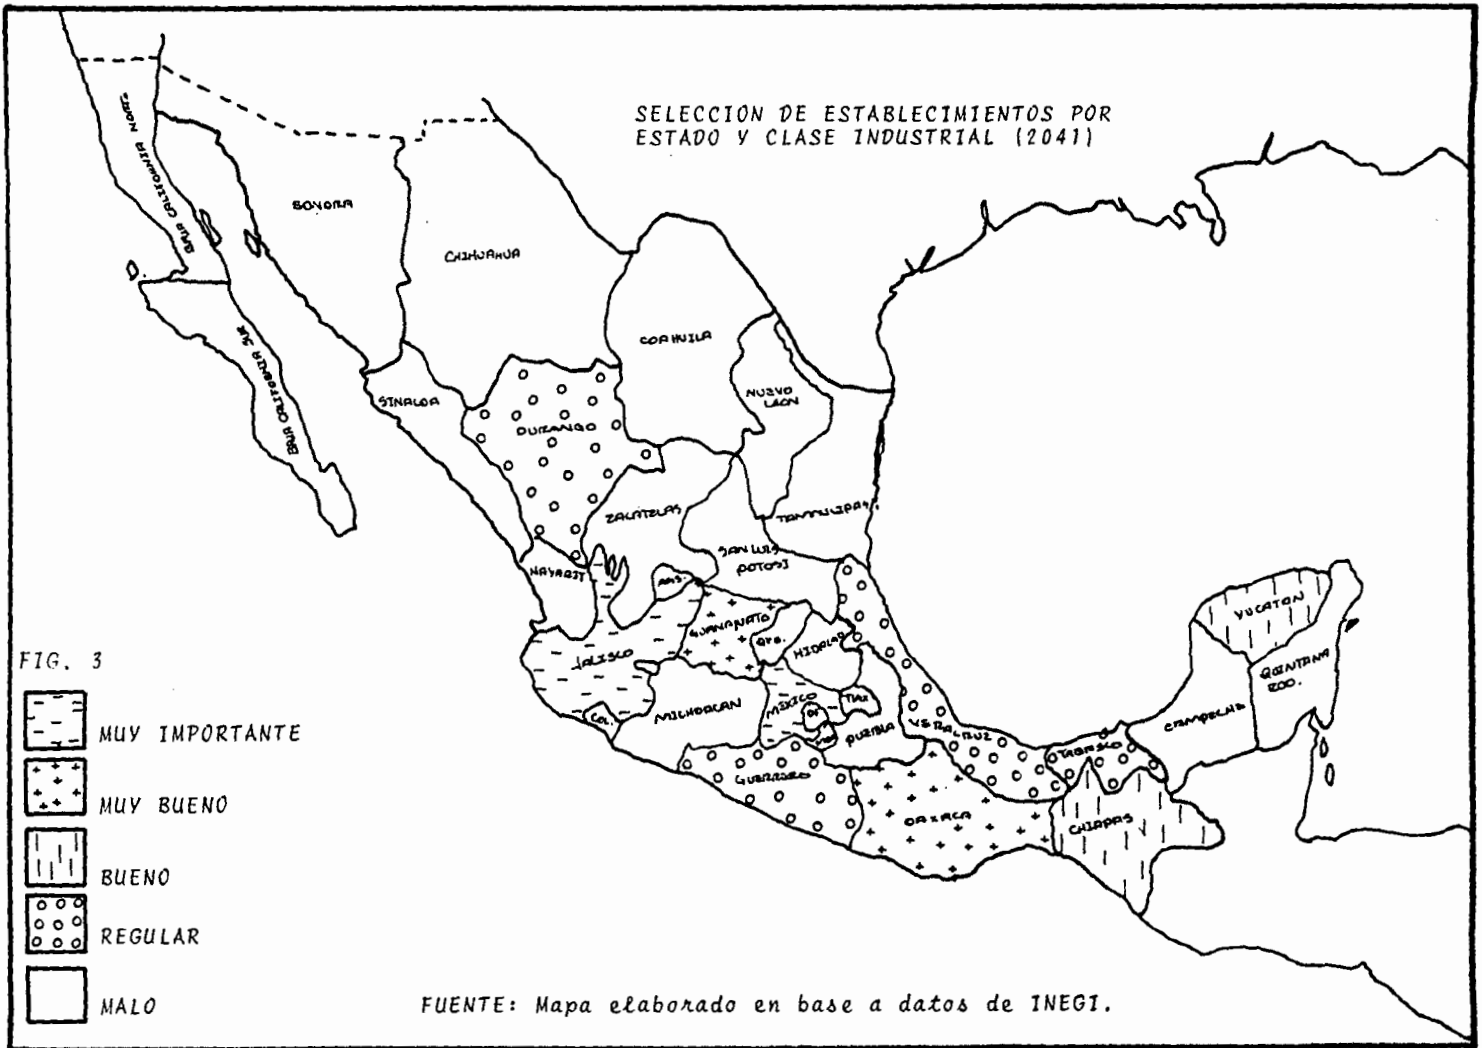 SELECCION DE ESTABLECIMIENTOS POR
ESTADO Y CLASE INDUSTRIAL (2041)
BAJA CALIFORNIA NORTE
SONORA
CHIHUAHUA
COAHUILA
BAJA CALIFORNIA SUR
SINALOA
NUEVO
LAON
DURANGO
ZACATECAS
TAMAULIPAS
SAN LUIS
POTOSI
NAYARIT
AGS.
YUCATAN
GUANAJUATO
QRO.
HIDALGO
JALISCO
QUINTANA
ROO.
MICHOACAN
MEXICO
TLAX
DF
COL.
PUEBLA
VERACRUZ
CAMPECHE
TABASCO
GUERRERO
OAXACA
CHIAPAS
FIG. 3
MUY IMPORTANTE
MUY BUENO
BUENO
REGULAR
MALO
FUENTE: Mapa elaborado en base a datos de INEGI.